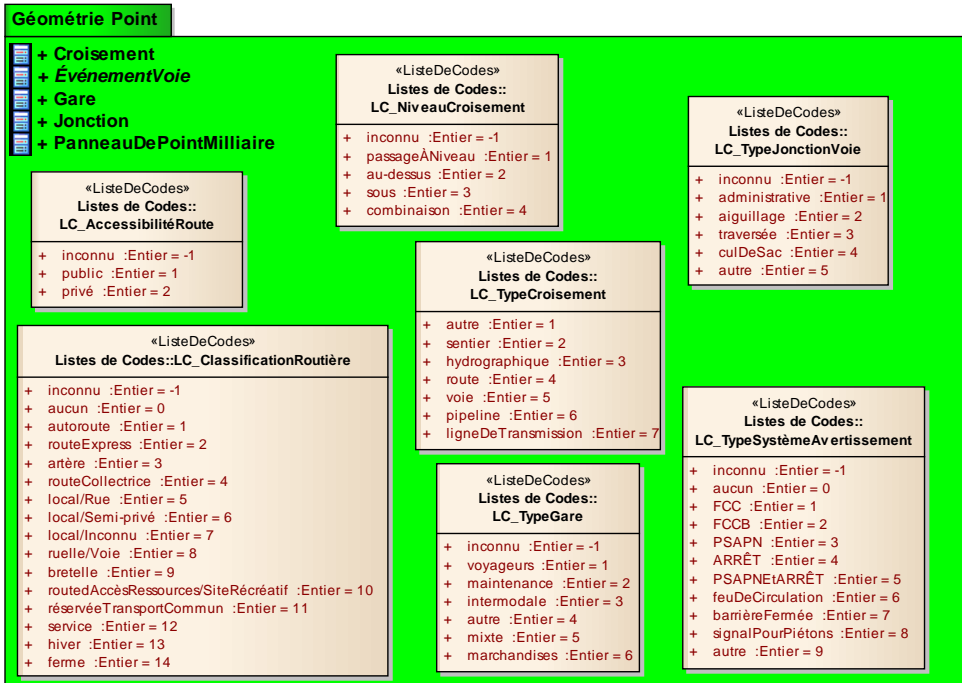 Géométrie Point
+ Croisement
+ ÉvénementVoie
+ Gare
+ Jonction
+ PanneauDePointMilliaire
«ListeDeCodes»
Listes de Codes::
LC_NiveauCroisement
+ inconnu :Entier = -1
+ passageÀNiveau :Entier = 1
+ au-dessus :Entier = 2
+ sous :Entier = 3
+ combinaison :Entier = 4
«ListeDeCodes»
Listes de Codes::
LC_TypeJonctionVoie
+ inconnu :Entier = -1
+ administrative :Entier = 1
+ aiguillage :Entier = 2
+ traversée :Entier = 3
+ culDeSac :Entier = 4
+ autre :Entier = 5
«ListeDeCodes»
Listes de Codes::
LC_AccessibilitéRoute
+ inconnu :Entier = -1
+ public :Entier = 1
+ privé :Entier = 2
«ListeDeCodes»
Listes de Codes::
LC_TypeCroisement
+ autre :Entier = 1
+ sentier :Entier = 2
+ hydrographique :Entier = 3
+ route :Entier = 4
+ voie :Entier = 5
+ pipeline :Entier = 6
+ ligneDeTransmission :Entier = 7
«ListeDeCodes»
Listes de Codes::LC_ClassificationRoutière
+ inconnu :Entier = -1
+ aucun :Entier = 0
+ autoroute :Entier = 1
+ routeExpress :Entier = 2
+ artère :Entier = 3
+ routeCollectrice :Entier = 4
+ local/Rue :Entier = 5
+ local/Semi-privé :Entier = 6
+ local/Inconnu :Entier = 7
+ ruelle/Voie :Entier = 8
+ bretelle :Entier = 9
+ routedAccèsRessources/SiteRécréatif :Entier = 10
+ réservéeTransportCommun :Entier = 11
+ service :Entier = 12
+ hiver :Entier = 13
+ ferme :Entier = 14
«ListeDeCodes»
Listes de Codes::
LC_TypeGare
+ inconnu :Entier = -1
+ voyageurs :Entier = 1
+ maintenance :Entier = 2
+ intermodale :Entier = 3
+ autre :Entier = 4
+ mixte :Entier = 5
+ marchandises :Entier = 6
«ListeDeCodes»
Listes de Codes::
LC_TypeSystèmeAvertissement
+ inconnu :Entier = -1
+ aucun :Entier = 0
+ FCC :Entier = 1
+ FCCB :Entier = 2
+ PSAPN :Entier = 3
+ ARRÊT :Entier = 4
+ PSAPNEtARRÊT :Entier = 5
+ feuDeCirculation :Entier = 6
+ barrièreFermée :Entier = 7
+ signalPourPiétons :Entier = 8
+ autre :Entier = 9